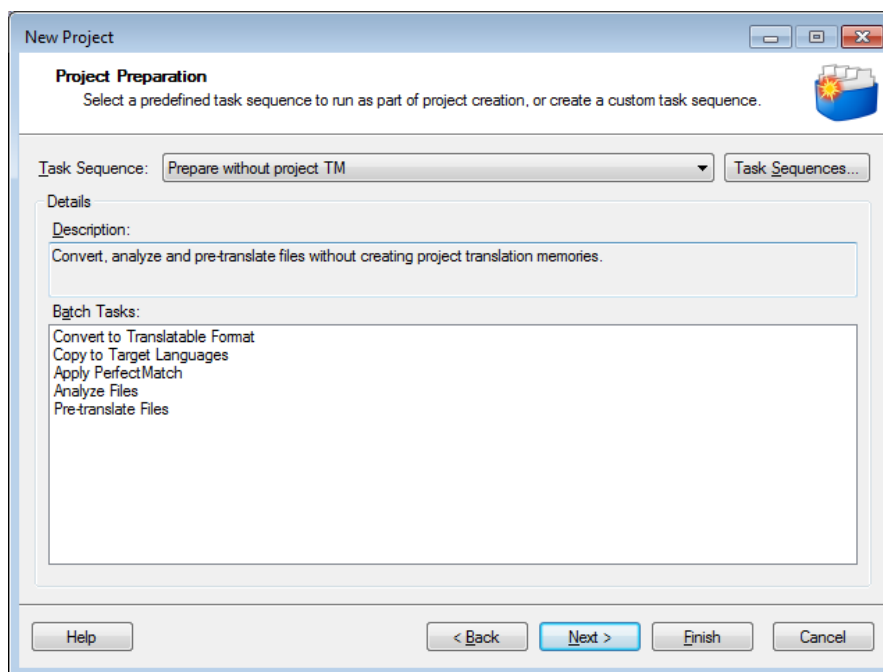 New Project
Project Preparation
Select a predefined task sequence to run as part of project creation, or create a custom task sequence.
Task Sequence: Prepare without project TM Task Sequences...
Details
Description:
Convert, analyze and pre-translate files without creating project translation memories.
Batch Tasks:
Convert to Translatable Format
Copy to Target Languages
Apply PerfectMatch
Analyze Files
Pre-translate Files
Help < Back Next > Finish Cancel